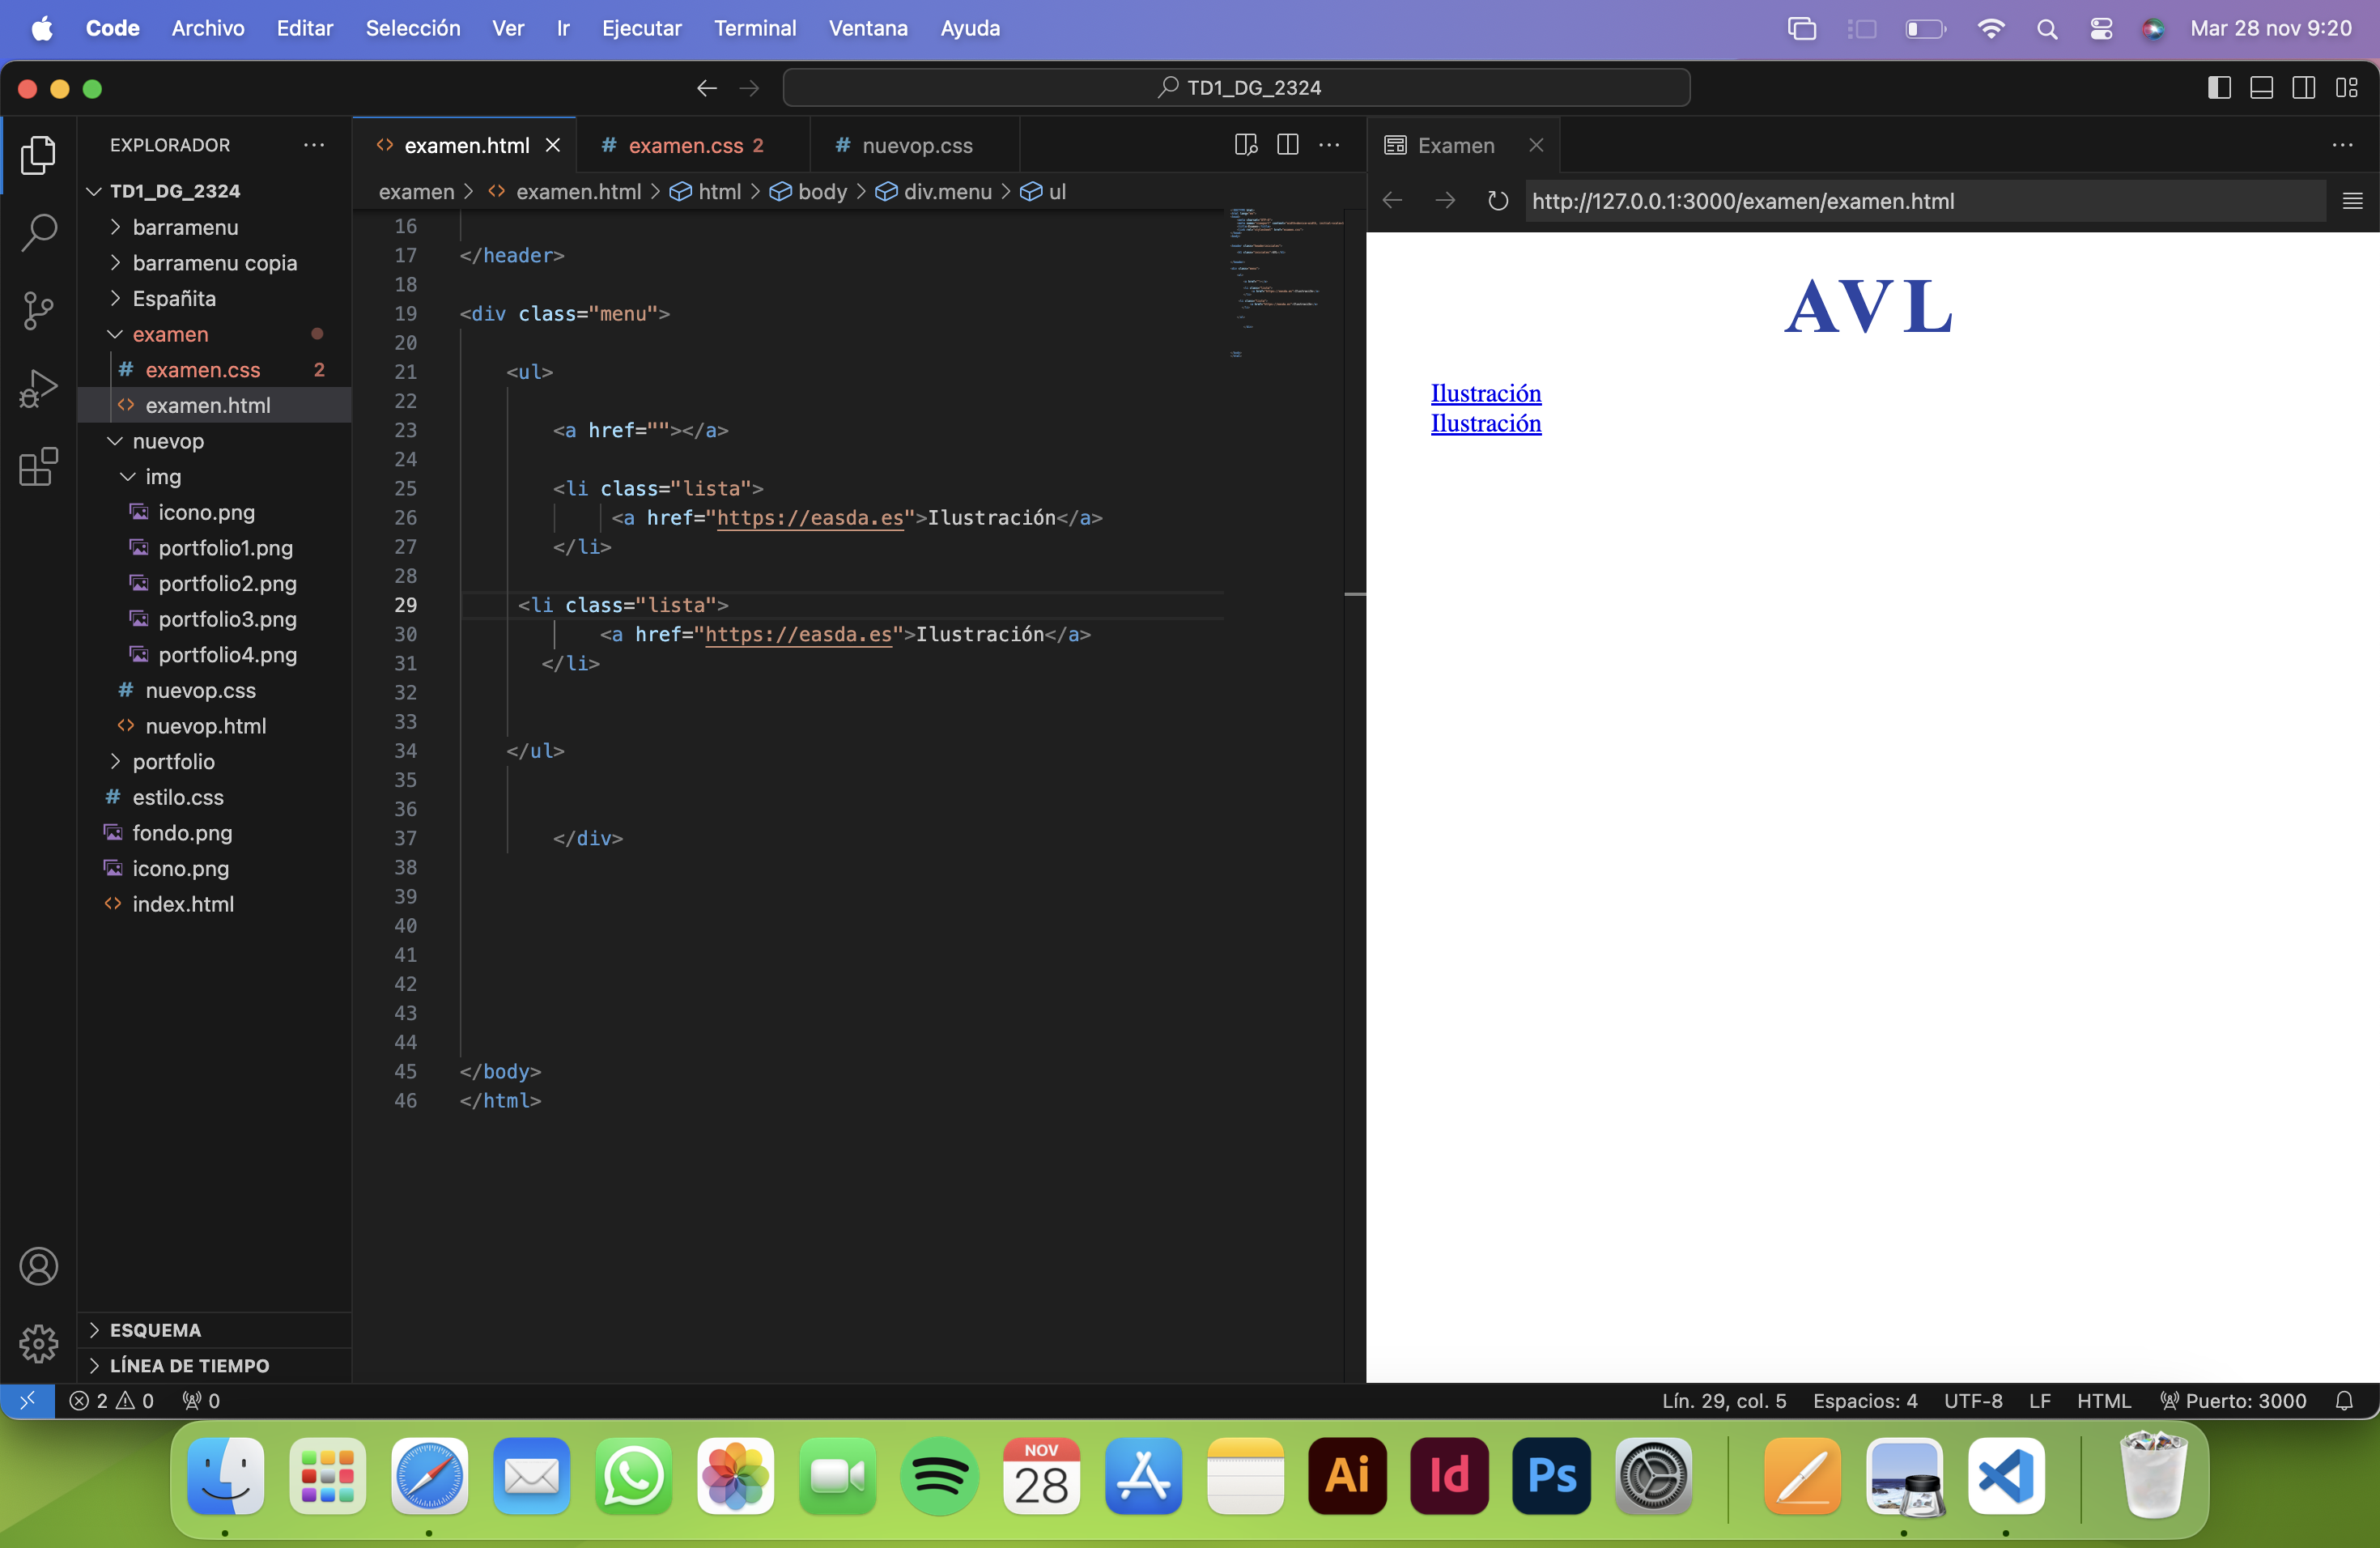 Code Archivo Editar Selección Ver Ir Ejecutar Terminal Ventana Ayuda Mar 28 nov 9:20
TD1_DG_2324
EXPLORADOR
TD1_DG_2324
barramenu
barramenu copia
Españita
examen
# examen.css 2
<> examen.html
nuevop
img
icono.png
portfolio1.png
portfolio2.png
portfolio3.png
portfolio4.png
# nuevop.css
<> nuevop.html
portfolio
# estilo.css
fondo.png
icono.png
<> index.html
ESQUEMA
LÍNEA DE TIEMPO
<> examen.html # examen.css 2 # nuevop.css
examen > <> examen.html > html > body > div.menu > ul
16
17 </header>
18
19 <div class="menu">
20
21 <ul>
22
23 <a href=""></a>
24
25 <li class="lista">
26 <a href="https://easda.es">Ilustración</a>
27 </li>
28
29 <li class="lista">
30 <a href="https://easda.es">Ilustración</a>
31 </li>
32
33
34 </ul>
35
36
37 </div>
38
39
40
41
42
43
44
45 </body>
46 </html>
Examen
http://127.0.0.1:3000/examen/examen.html
AVL
Ilustración
Ilustración
2 0 0 Lín. 29, col. 5 Espacios: 4 UTF-8 LF HTML Puerto: 3000
NOV
28
Ai
Id
Ps